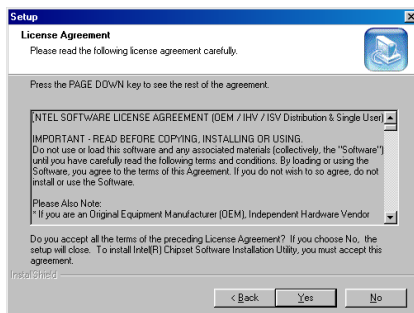 Setup
License Agreement
Please read the following license agreement carefully.
Press the PAGE DOWN key to see the rest of the agreement.
INTEL SOFTWARE LICENSE AGREEMENT (OEM / IHV / ISV Distribution & Single User)
IMPORTANT - READ BEFORE COPYING, INSTALLING OR USING.
Do not use or load this software and any associated materials (collectively, the "Software")
until you have carefully read the following terms and conditions. By loading or using the
Software, you agree to the terms of this Agreement. If you do not wish to so agree, do not
install or use the Software.
Please Also Note:
* If you are an Original Equipment Manufacturer (OEM), Independent Hardware Vendor
Do you accept all the terms of the preceding License Agreement? If you choose No, the
setup will close. To install Intel(R) Chipset Software Installation Utility, you must accept this
agreement.
InstallShield
< Back
Yes
No